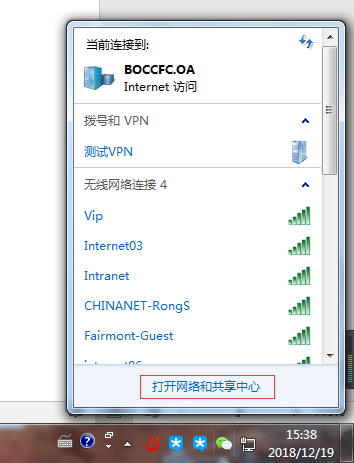 当前连接到:
BOCCFC.OA
Internet 访问
拨号和 VPN
测试VPN
无线网络连接 4
Vip
Internet03
Intranet
CHINANET-RongS
Fairmont-Guest
打开网络和共享中心
15:38
2018/12/19